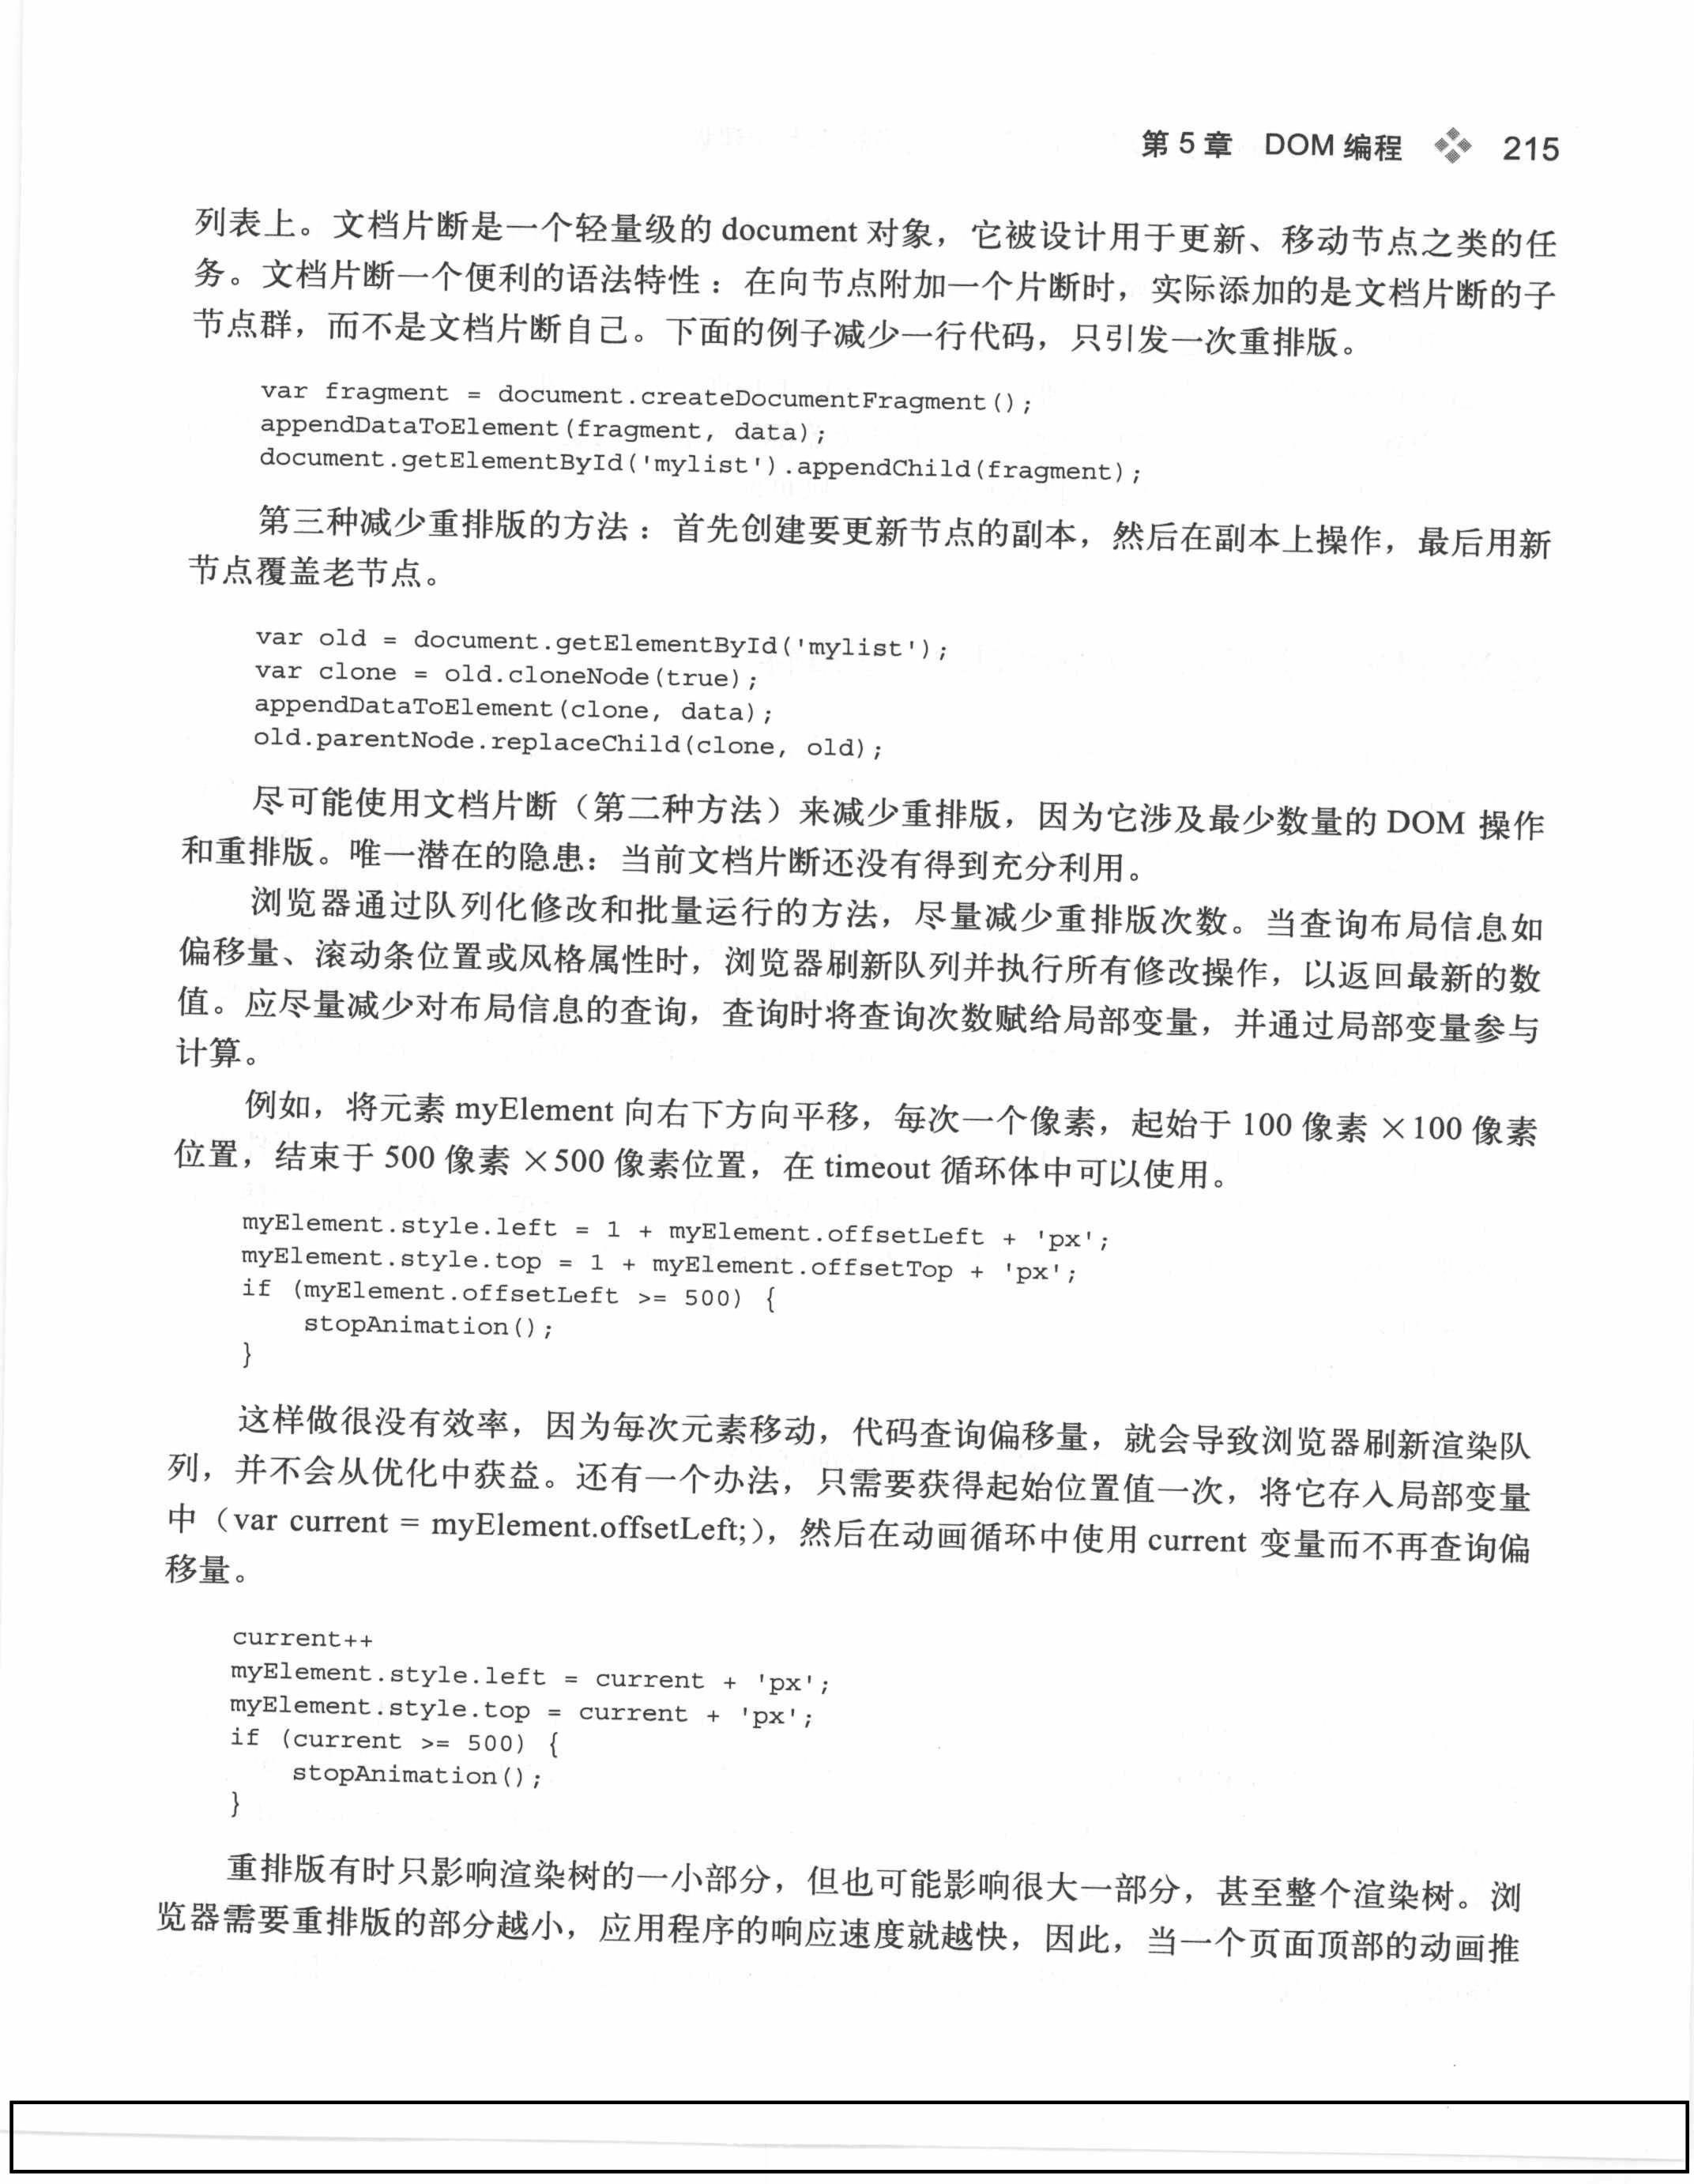 第 5 章 DOM 编程 215
列表上。文档片断是一个轻量级的 document 对象，它被设计用于更新、移动节点之类的任
务。文档片断一个便利的语法特性：在向节点附加一个片断时，实际添加的是文档片断的子
节点群，而不是文档片断自己。下面的例子减少一行代码，只引发一次重排版。
var fragment = document.createDocumentFragment();
appendDataToElement(fragment, data);
document.getElementById('mylist').appendChild(fragment);
第三种减少重排版的方法：首先创建要更新节点的副本，然后在副本上操作，最后用新
节点覆盖老节点。
var old = document.getElementById('mylist');
var clone = old.cloneNode(true);
appendDataToElement(clone, data);
old.parentNode.replaceChild(clone, old);
尽可能使用文档片断（第二种方法）来减少重排版，因为它涉及最少数量的 DOM 操作
和重排版。唯一潜在的隐患：当前文档片断还没有得到充分利用。
浏览器通过队列化修改和批量运行的方法，尽量减少重排版次数。当查询布局信息如
偏移量、滚动条位置或风格属性时，浏览器刷新队列并执行所有修改操作，以返回最新的数
值。应尽量减少对布局信息的查询，查询时将查询次数赋给局部变量，并通过局部变量参与
计算。
例如，将元素 myElement 向右下方向平移，每次一个像素，起始于 100 像素 ×100 像素
位置，结束于 500 像素 ×500 像素位置，在 timeout 循环体中可以使用。
myElement.style.left = 1 + myElement.offsetLeft + 'px';
myElement.style.top = 1 + myElement.offsetTop + 'px';
if (myElement.offsetLeft >= 500) {
    stopAnimation();
}
这样做很没有效率，因为每次元素移动，代码查询偏移量，就会导致浏览器刷新渲染队
列，并不会从优化中获益。还有一个办法，只需要获得起始位置值一次，将它存入局部变量
中（var current = myElement.offsetLeft;），然后在动画循环中使用 current 变量而不再查询偏
移量。
current++
myElement.style.left = current + 'px';
myElement.style.top = current + 'px';
if (current >= 500) {
    stopAnimation();
}
重排版有时只影响渲染树的一小部分，但也可能影响很大一部分，甚至整个渲染树。浏
览器需要重排版的部分越小，应用程序的响应速度就越快，因此，当一个页面顶部的动画推